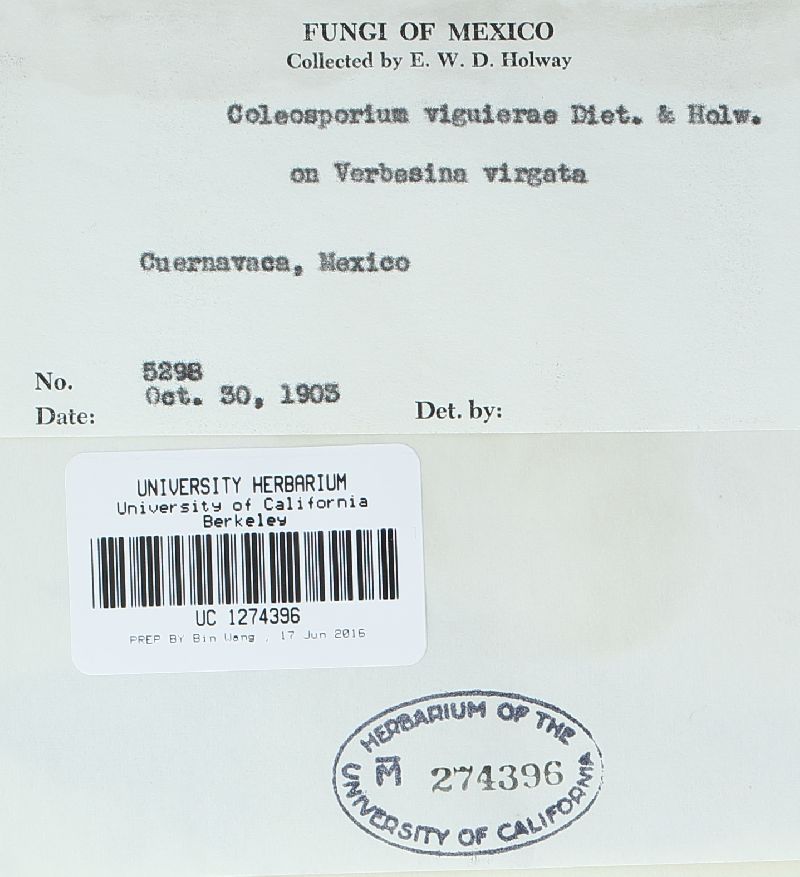 FUNGI OF MEXICO
Collected by E. W. D. Holway
Coleosporium viguierae Diet. & Holw.
on Verbesina virgata
Cuernavaca, Mexico
No. 5298
Date: Oct. 30, 1903
Det. by:
UNIVERSITY HERBARIUM
University of California
Berkeley
UC 1274396
PREP BY Bin Wang , 17 Jun 2016
HERBARIUM OF THE
M 274396
UNIVERSITY OF CALIFORNIA